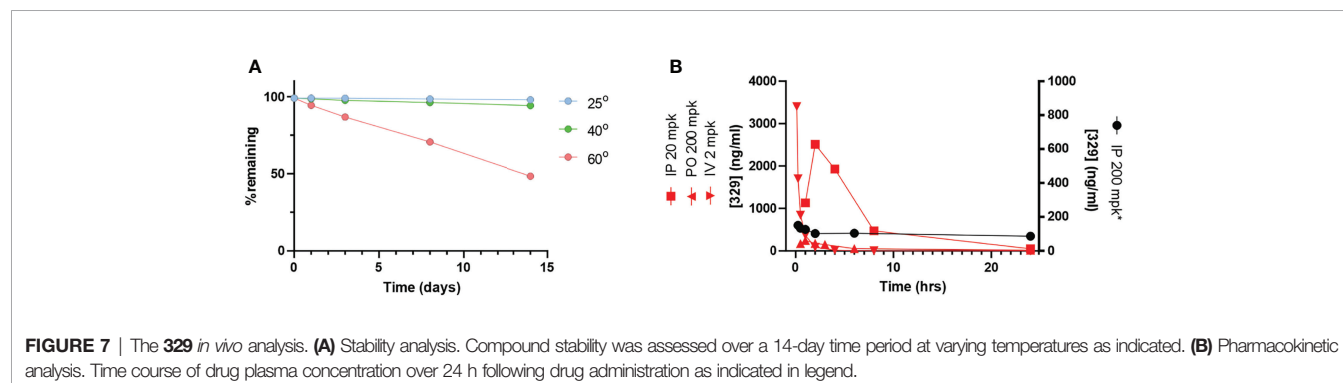 A
100
50
0
% remaining
0
5
10
15
Time (days)
25°
40°
60°
B
IP 20 mpk
PO 200 mpk
IV 2 mpk
[329] (ng/ml)
4000
3000
2000
1000
0
0
10
20
Time (hrs)
1000
800
600
400
200
0
[329] (ng/ml)
IP 200 mpk*
FIGURE 7 | The 329 in vivo analysis. (A) Stability analysis. Compound stability was assessed over a 14-day time period at varying temperatures as indicated. (B) Pharmacokinetic
analysis. Time course of drug plasma concentration over 24 h following drug administration as indicated in legend.